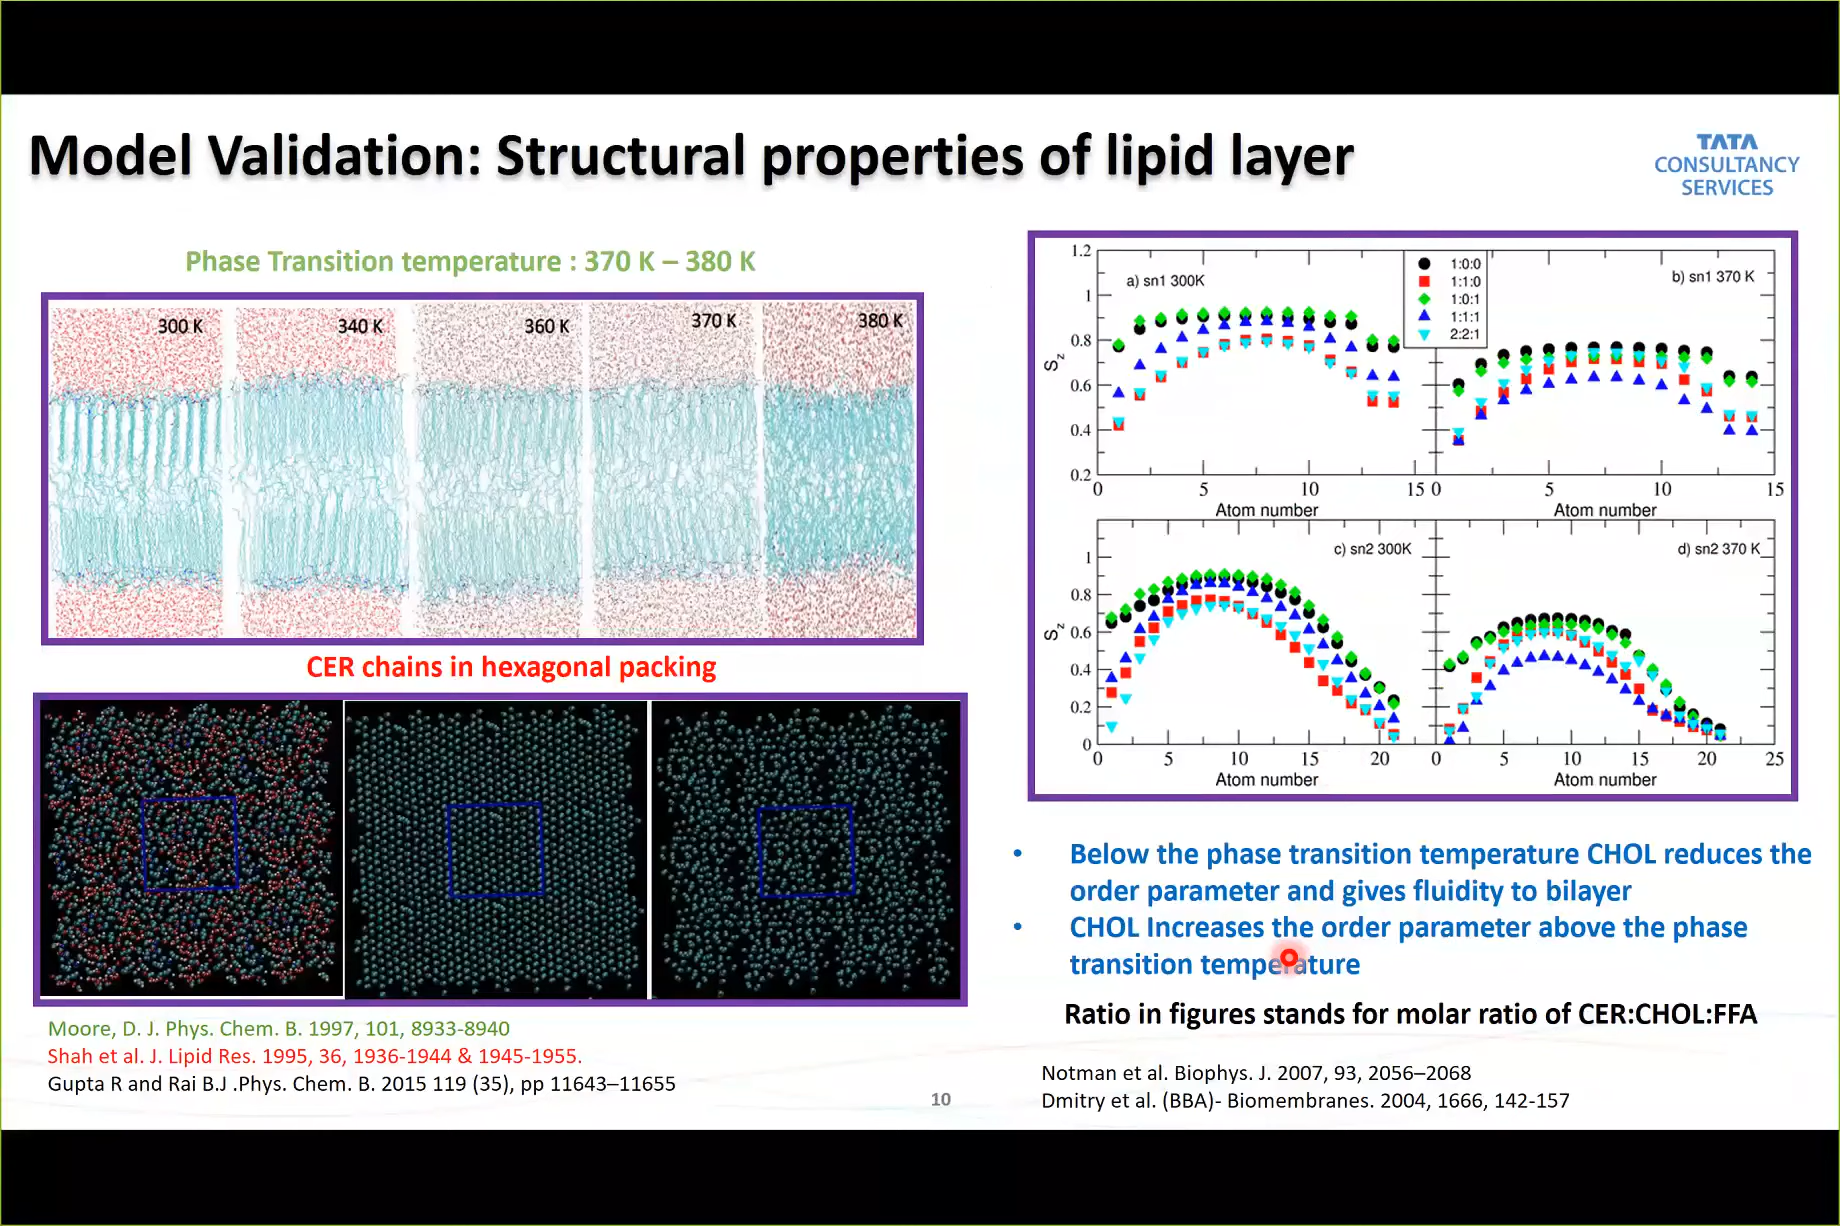 Model Validation: Structural properties of lipid layer
TATA
CONSULTANCY
SERVICES
Phase Transition temperature : 370 K – 380 K
300 K
340 K
360 K
370 K
380 K
CER chains in hexagonal packing
Moore, D. J. Phys. Chem. B. 1997, 101, 8933-8940
Shah et al. J. Lipid Res. 1995, 36, 1936-1944 & 1945-1955.
Gupta R and Rai B.J .Phys. Chem. B. 2015 119 (35), pp 11643–11655
10
a) sn1 300K
1:0:0
1:1:0
1:0:1
1:1:1
2:2:1
b) sn1 370 K
1.2
1
0.8
0.6
0.4
0.2
Sz
0 5 10 15 0 5 10 15
Atom number Atom number
c) sn2 300K
d) sn2 370 K
1
0.8
0.6
0.4
0.2
0
Sz
0 5 10 15 20 0 5 10 15 20 25
Atom number Atom number
• Below the phase transition temperature CHOL reduces the
order parameter and gives fluidity to bilayer
• CHOL Increases the order parameter above the phase
transition temperature
Ratio in figures stands for molar ratio of CER:CHOL:FFA
Notman et al. Biophys. J. 2007, 93, 2056–2068
Dmitry et al. (BBA)- Biomembranes. 2004, 1666, 142-157